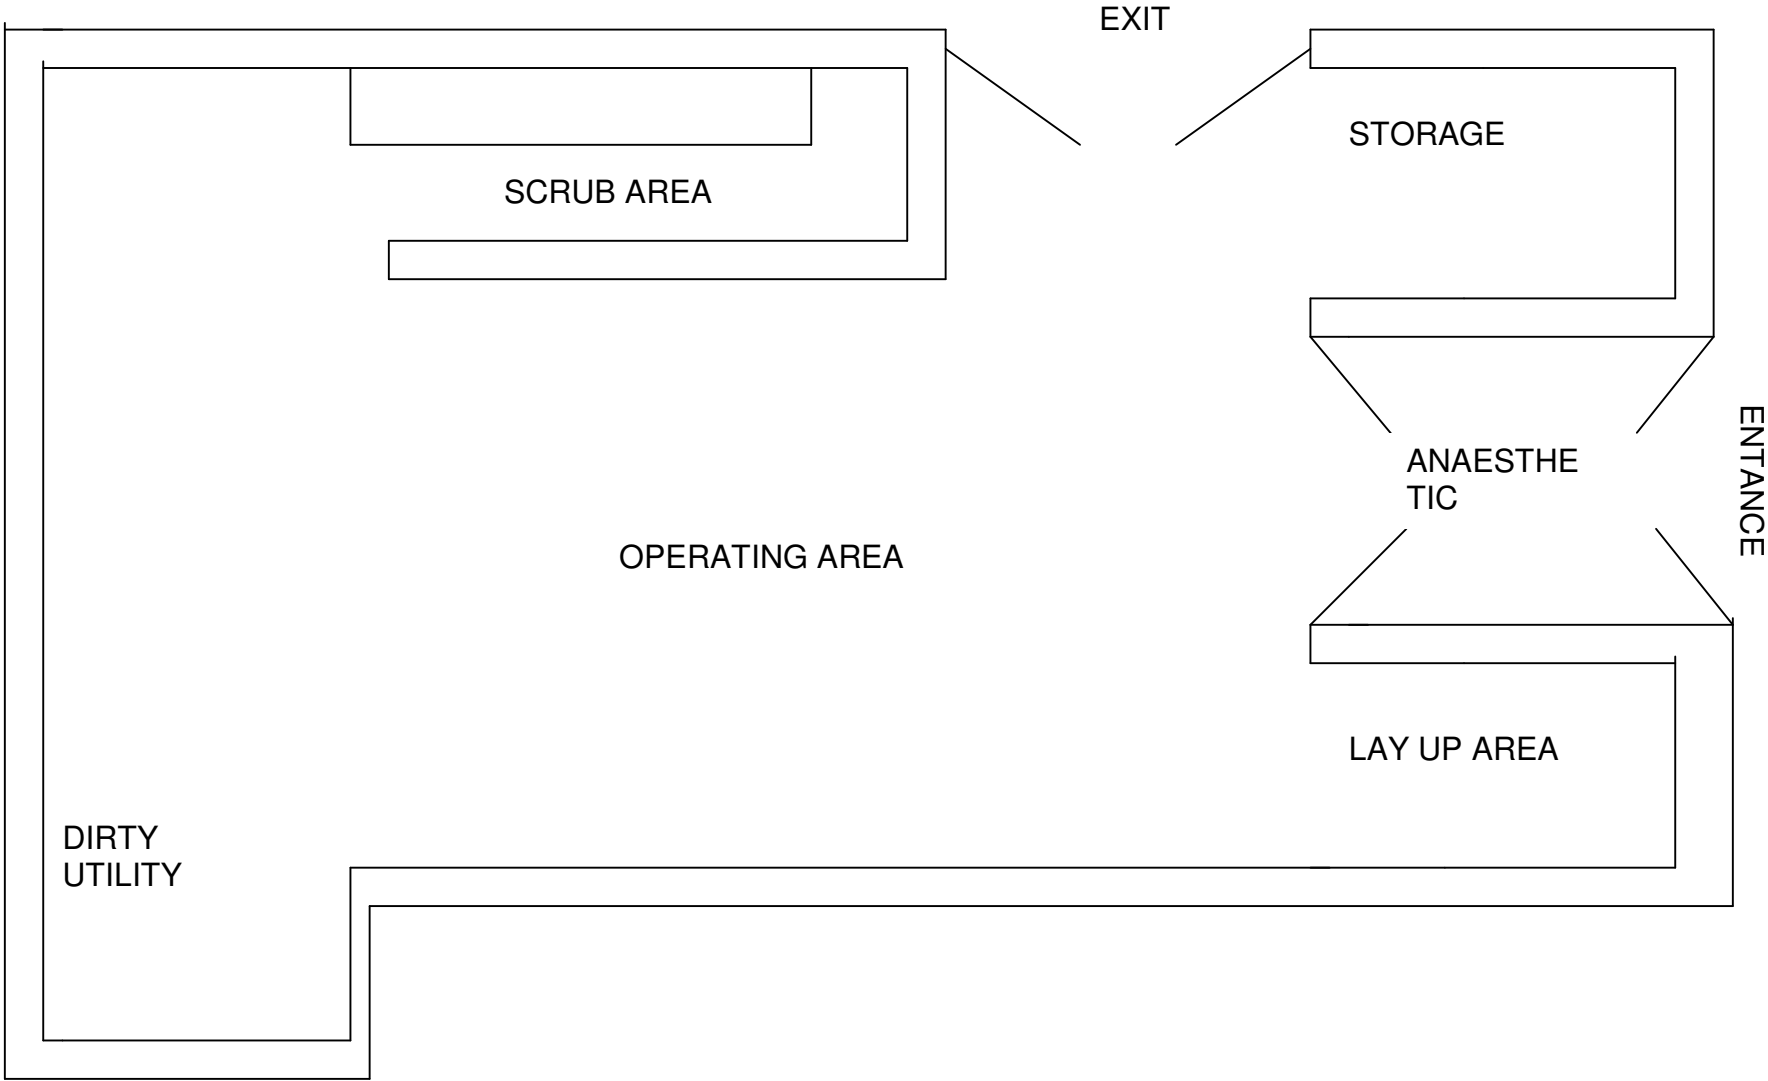 EXIT
STORAGE
SCRUB AREA
ENTANCE
ANAESTHE
TIC
OPERATING AREA
LAY UP AREA
DIRTY
UTILITY